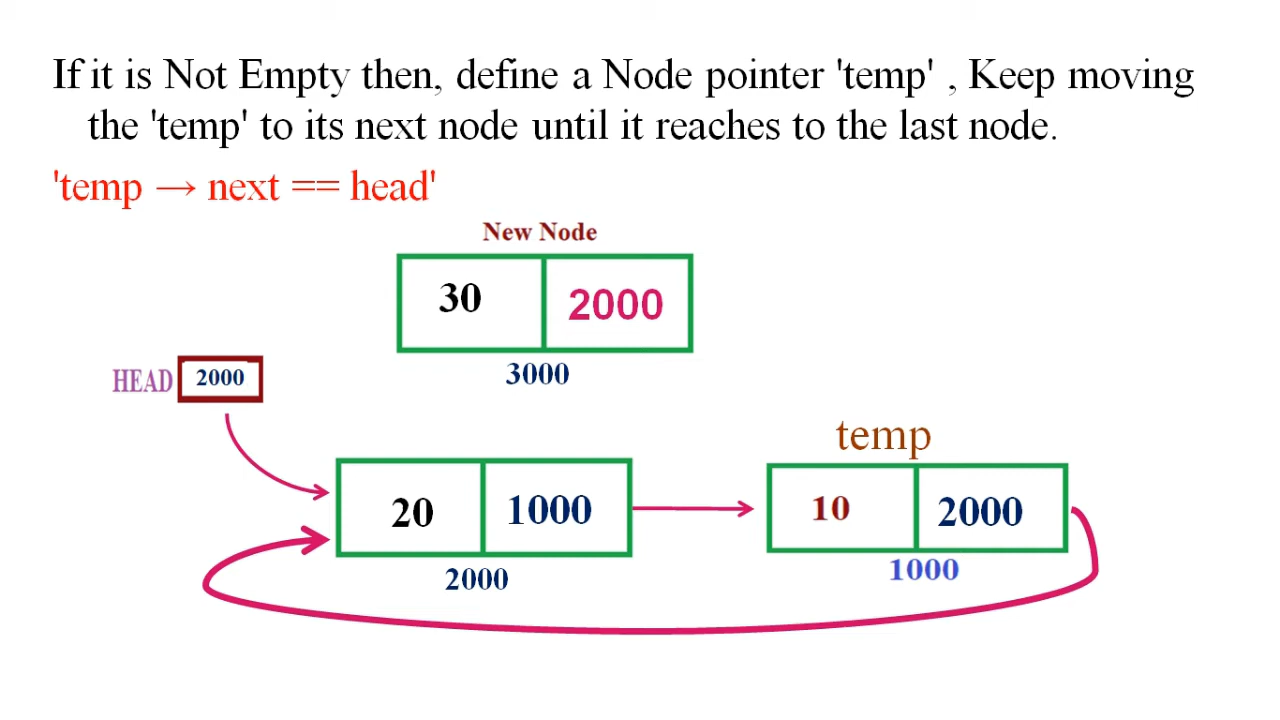 If it is Not Empty then, define a Node pointer 'temp' , Keep moving
the 'temp' to its next node until it reaches to the last node.
'temp → next == head'
New Node
30 2000
3000
HEAD 2000
temp
20 1000 10 2000
2000 1000